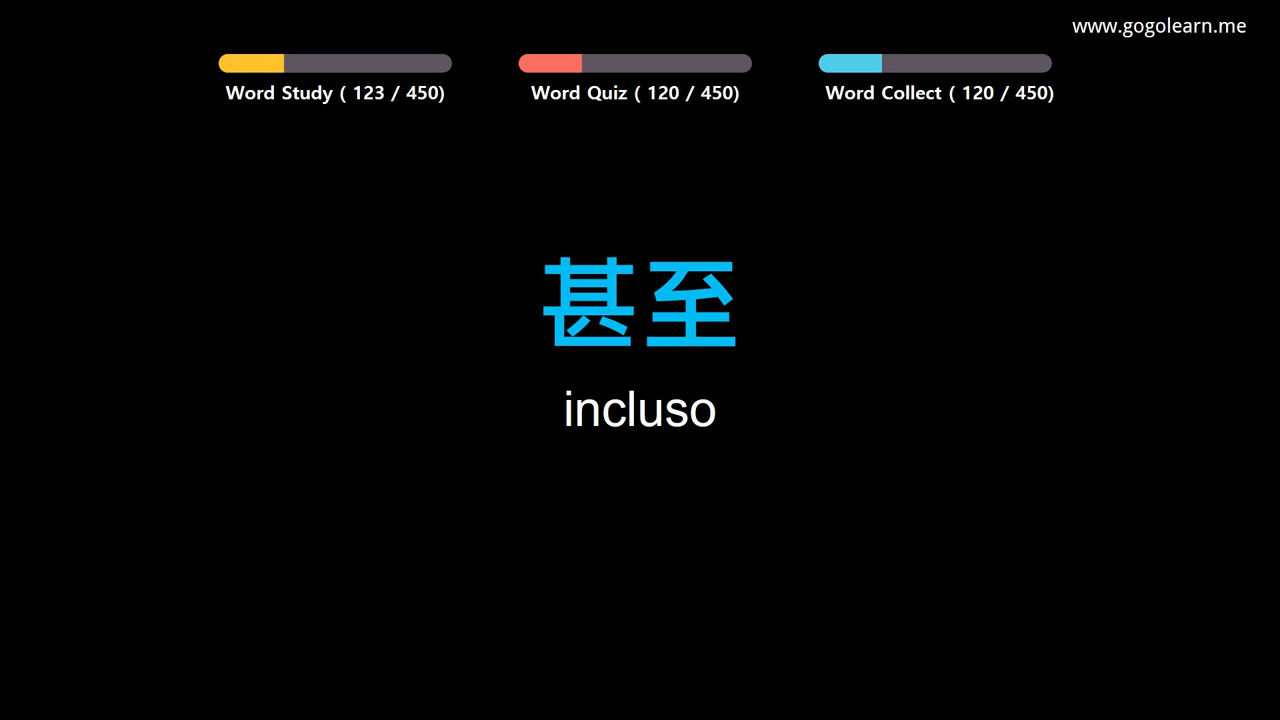 www.gogolearn.me
Word Study ( 123 / 450)
Word Quiz ( 120 / 450)
Word Collect ( 120 / 450)
甚至
incluso